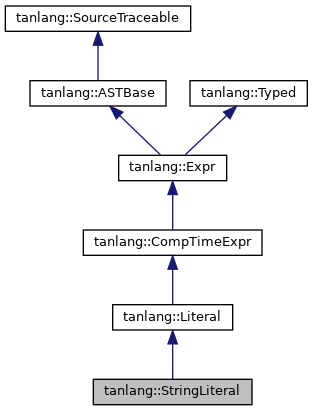 tanlang::SourceTraceable
tanlang::ASTBase
tanlang::Typed
tanlang::Expr
tanlang::CompTimeExpr
tanlang::Literal
tanlang::StringLiteral